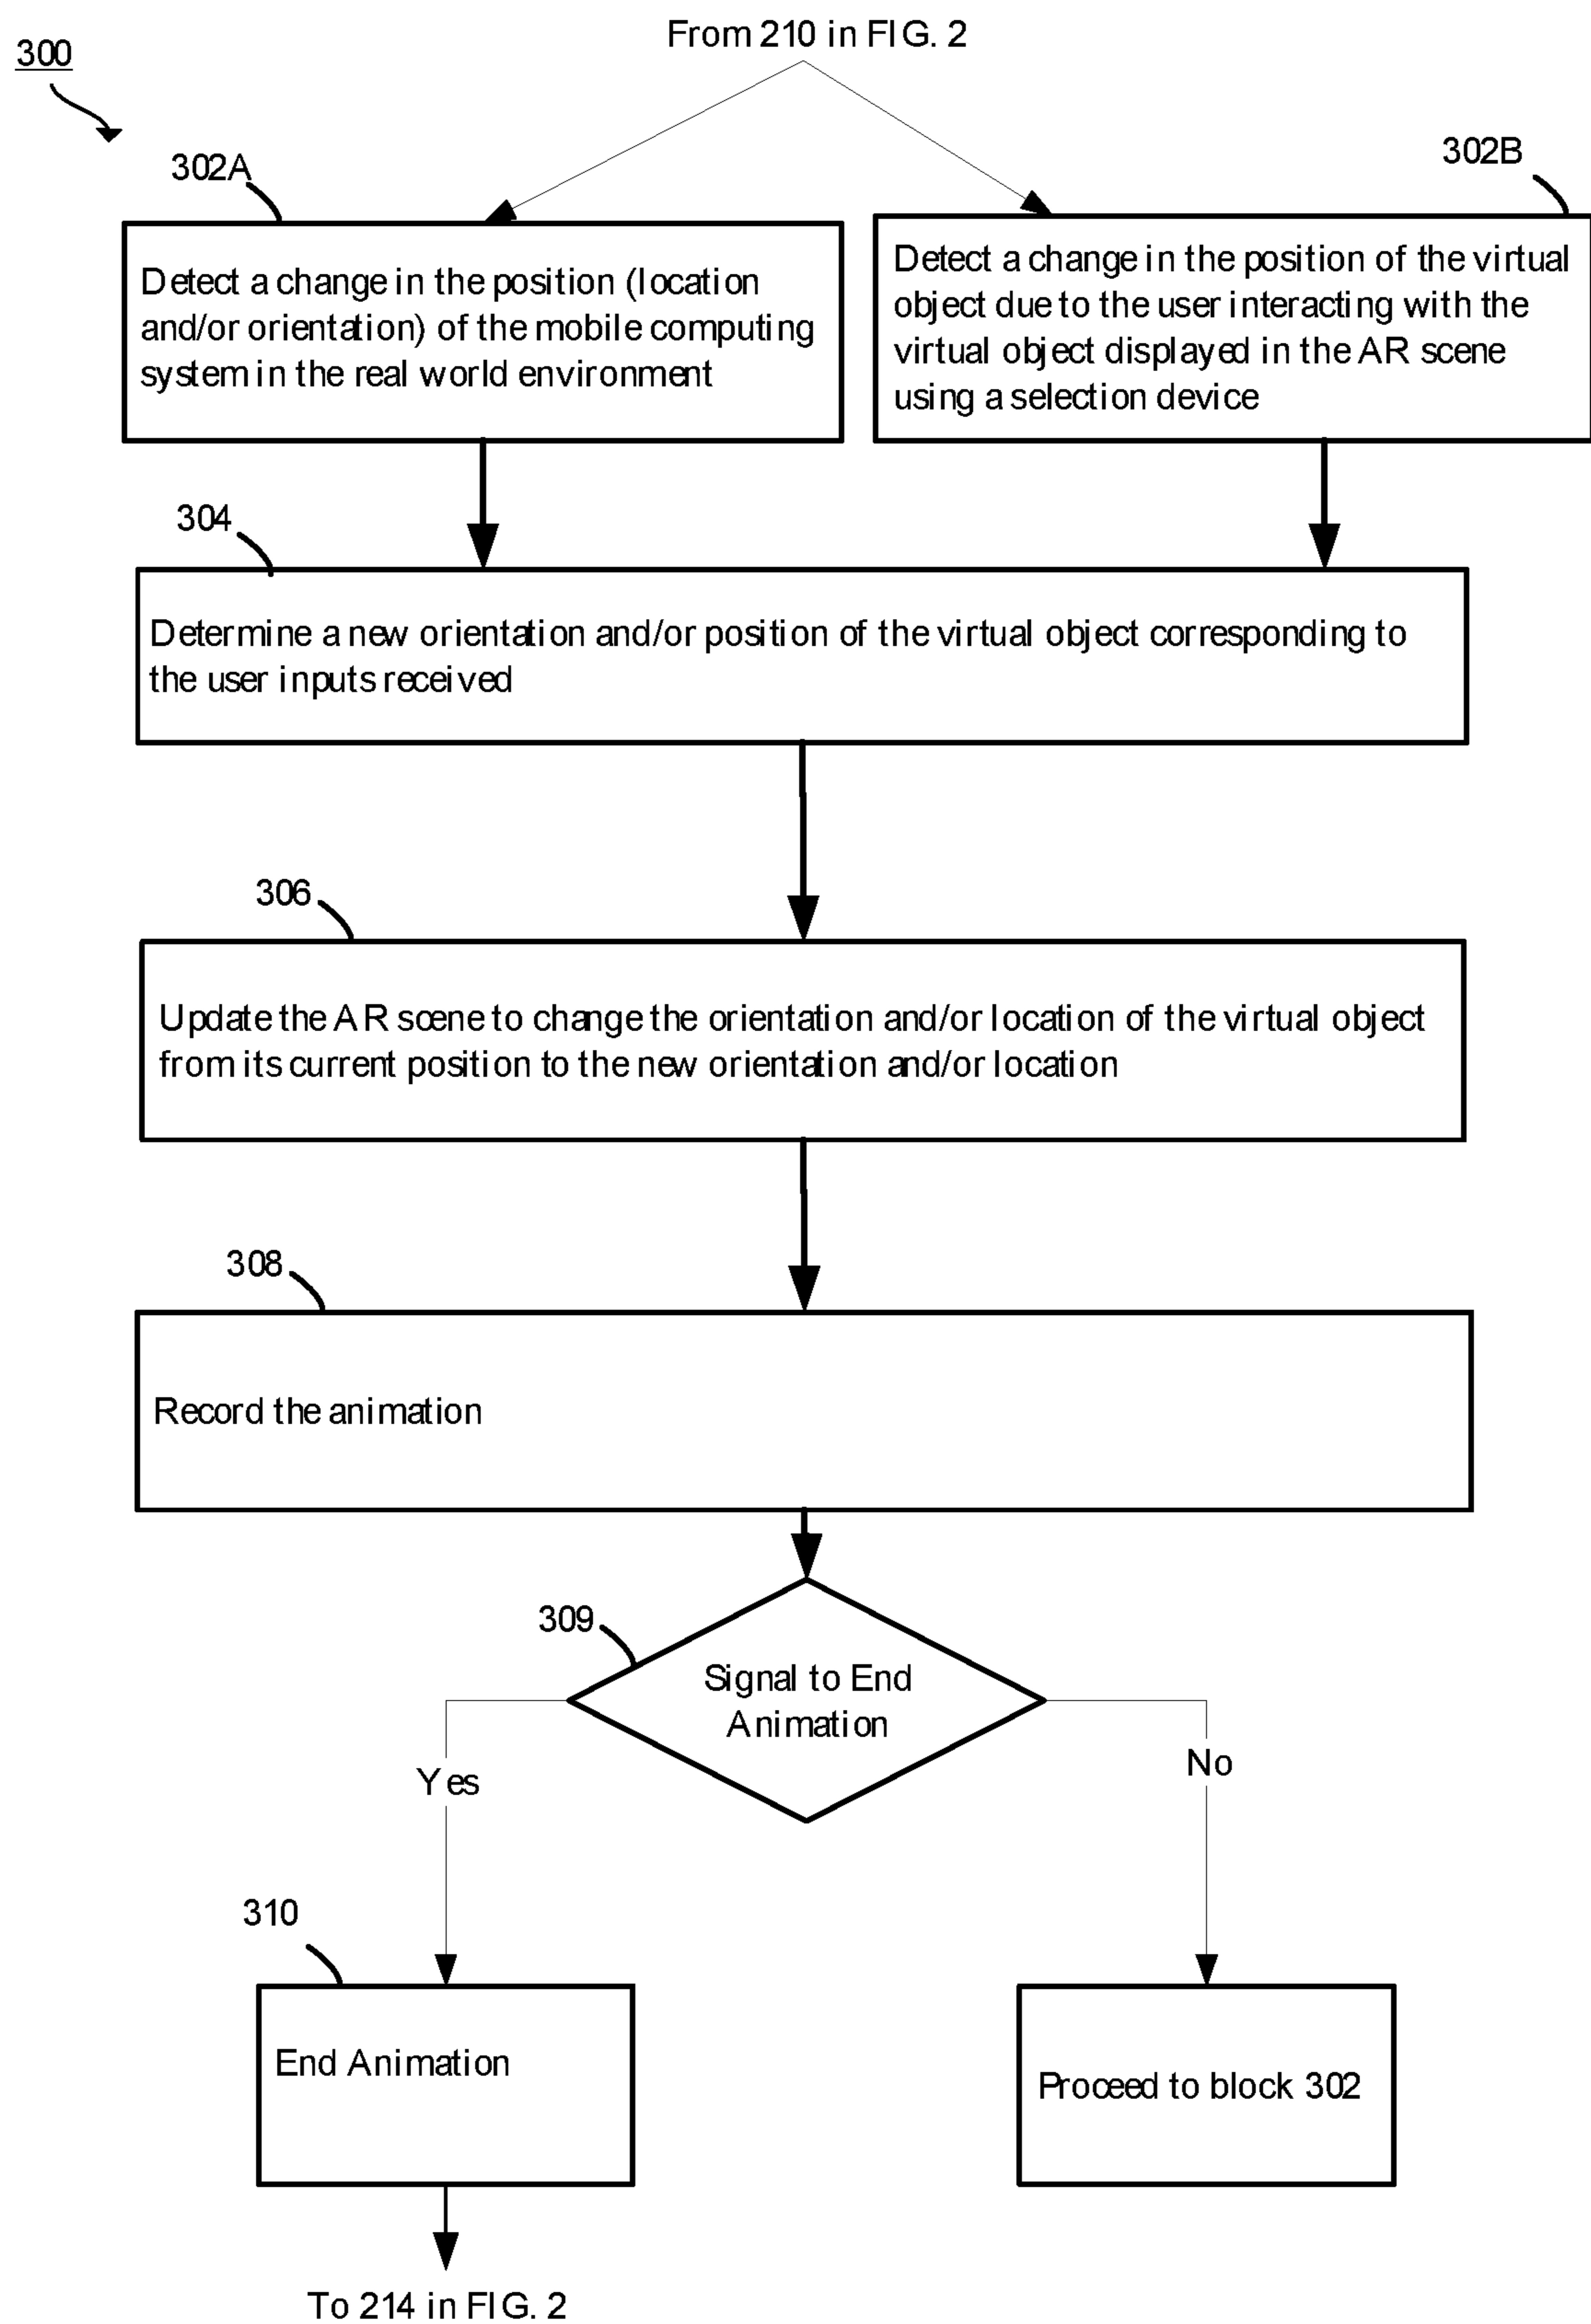 From 210 in FIG. 2
300
302A
302B
Detect a change in the position (location
and/or orientation) of the mobile computing
system in the real world environment
Detect a change in the position of the virtual
object due to the user interacting with the
virtual object displayed in the AR scene
using a selection device
304
Determine a new orientation and/or position of the virtual object corresponding to
the user inputs received
306
Update the AR scene to change the orientation and/or location of the virtual object
from its current position to the new orientation and/or location
308
Record the animation
309
Signal to End
Animation
Yes
No
310
End Animation
Proceed to block 302
To 214 in FIG. 2